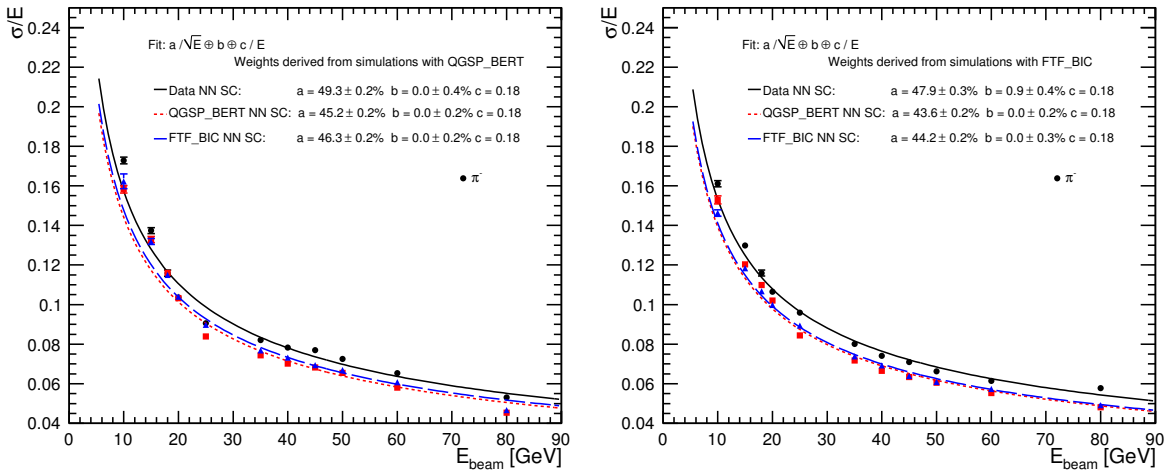 σ/E
0.24
0.22
0.2
0.18
0.16
0.14
0.12
0.1
0.08
0.06
0.04
Fit: a /√E ⊕ b ⊕ c / E
Weights derived from simulations with QGSP_BERT
Data NN SC: a = 49.3 ± 0.2% b = 0.0 ± 0.4% c = 0.18
QGSP_BERT NN SC: a = 45.2 ± 0.2% b = 0.0 ± 0.2% c = 0.18
FTF_BIC NN SC: a = 46.3 ± 0.2% b = 0.0 ± 0.2% c = 0.18
π-
0 10 20 30 40 50 60 70 80 90
E_beam [GeV]
σ/E
0.24
0.22
0.2
0.18
0.16
0.14
0.12
0.1
0.08
0.06
0.04
Fit: a /√E ⊕ b ⊕ c / E
Weights derived from simulations with FTF_BIC
Data NN SC: a = 47.9 ± 0.3% b = 0.9 ± 0.4% c = 0.18
QGSP_BERT NN SC: a = 43.6 ± 0.2% b = 0.0 ± 0.2% c = 0.18
FTF_BIC NN SC: a = 44.2 ± 0.2% b = 0.0 ± 0.3% c = 0.18
π-
0 10 20 30 40 50 60 70 80 90
E_beam [GeV]